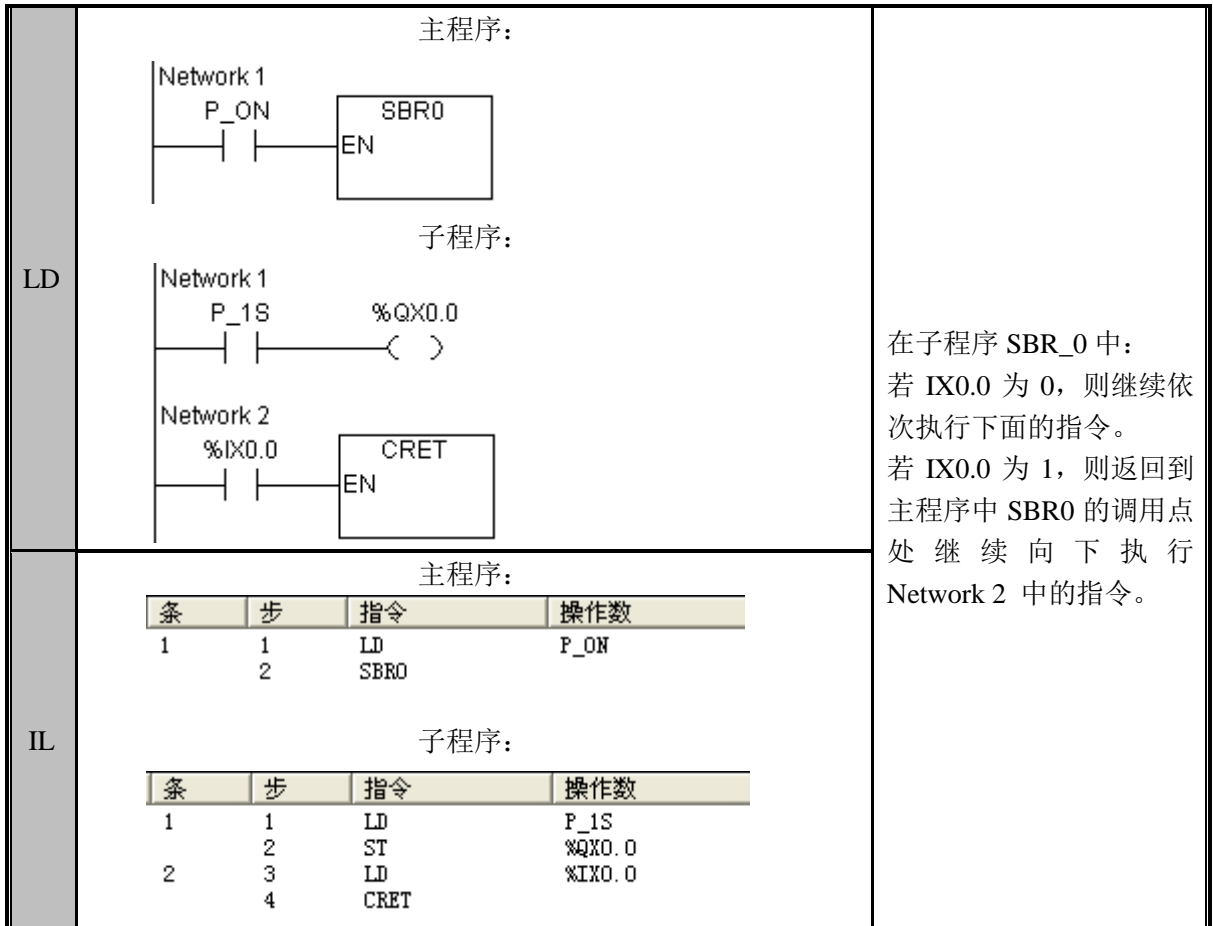 LD
主程序：
Network 1
P_ON
SBR0
EN
子程序：
Network 1
P_1S
%QX0.0
Network 2
%IX0.0
CRET
EN
在子程序 SBR_0 中：
若 IX0.0 为 0，则继续依
次执行下面的指令。
若 IX0.0 为 1，则返回到
主程序中 SBR0 的调用点
处继续向下执行
Network 2 中的指令。
IL
主程序：
条 步 指令 操作数
1 1 LD P_ON
2 SBR0
子程序：
条 步 指令 操作数
1 1 LD P_1S
2 ST %QX0.0
2 3 LD %IX0.0
4 CRET